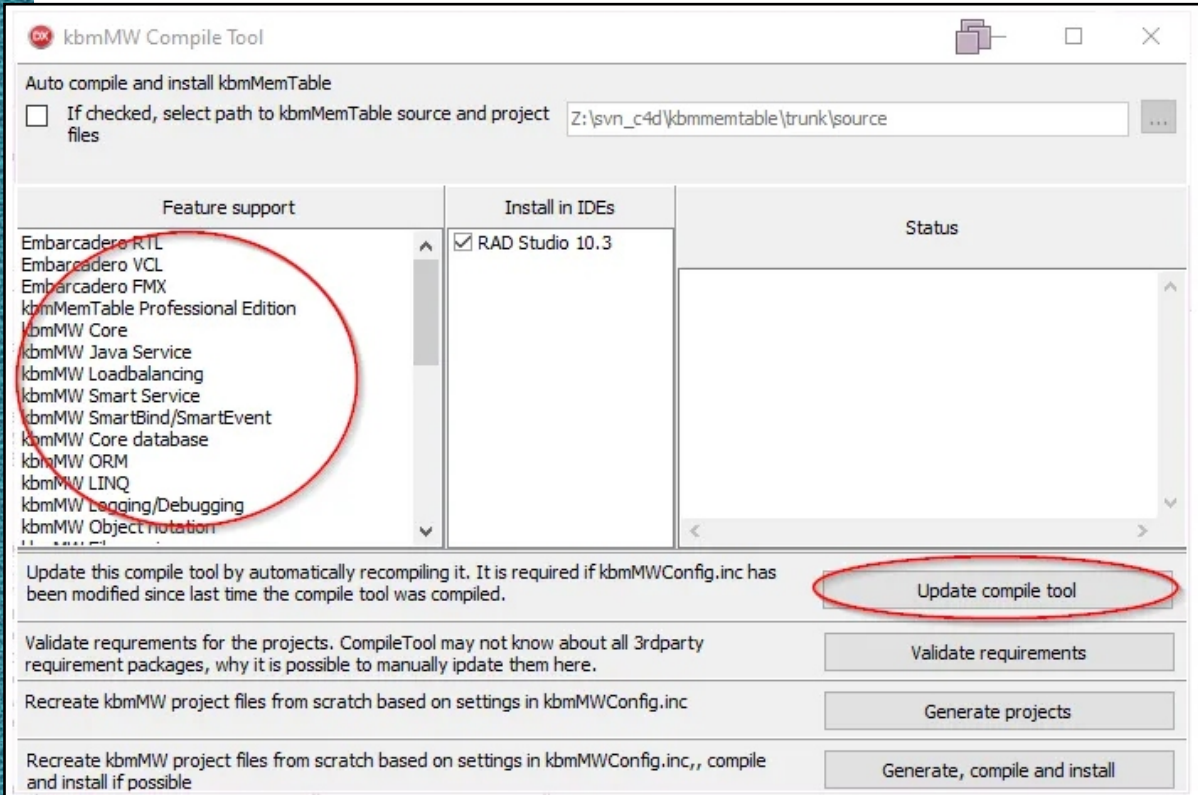 kbmMW Compile Tool
Auto compile and install kbmMemTable
If checked, select path to kbmMemTable source and project
files
Z:\svn_c4d\kbmmemtable\trunk\source
...
Feature support
Install in IDEs
Status
Embarcadero RTL
Embarcadero VCL
Embarcadero FMX
kbmMemTable Professional Edition
kbmMW Core
kbmMW Java Service
kbmMW Loadbalancing
kbmMW Smart Service
kbmMW SmartBind/SmartEvent
kbmMW Core database
kbmMW ORM
kbmMW LINQ
kbmMW Logging/Debugging
kbmMW Object notation
RAD Studio 10.3
Update this compile tool by automatically recompiling it. It is required if kbmMWConfig.inc has
been modified since last time the compile tool was compiled.
Update compile tool
Validate requrements for the projects. CompileTool may not know about all 3rdparty
requirement packages, why it is possible to manually ipdate them here.
Validate requirements
Recreate kbmMW project files from scratch based on settings in kbmMWConfig.inc
Generate projects
Recreate kbmMW project files from scratch based on settings in kbmMWConfig.inc,, compile
and install if possible
Generate, compile and install